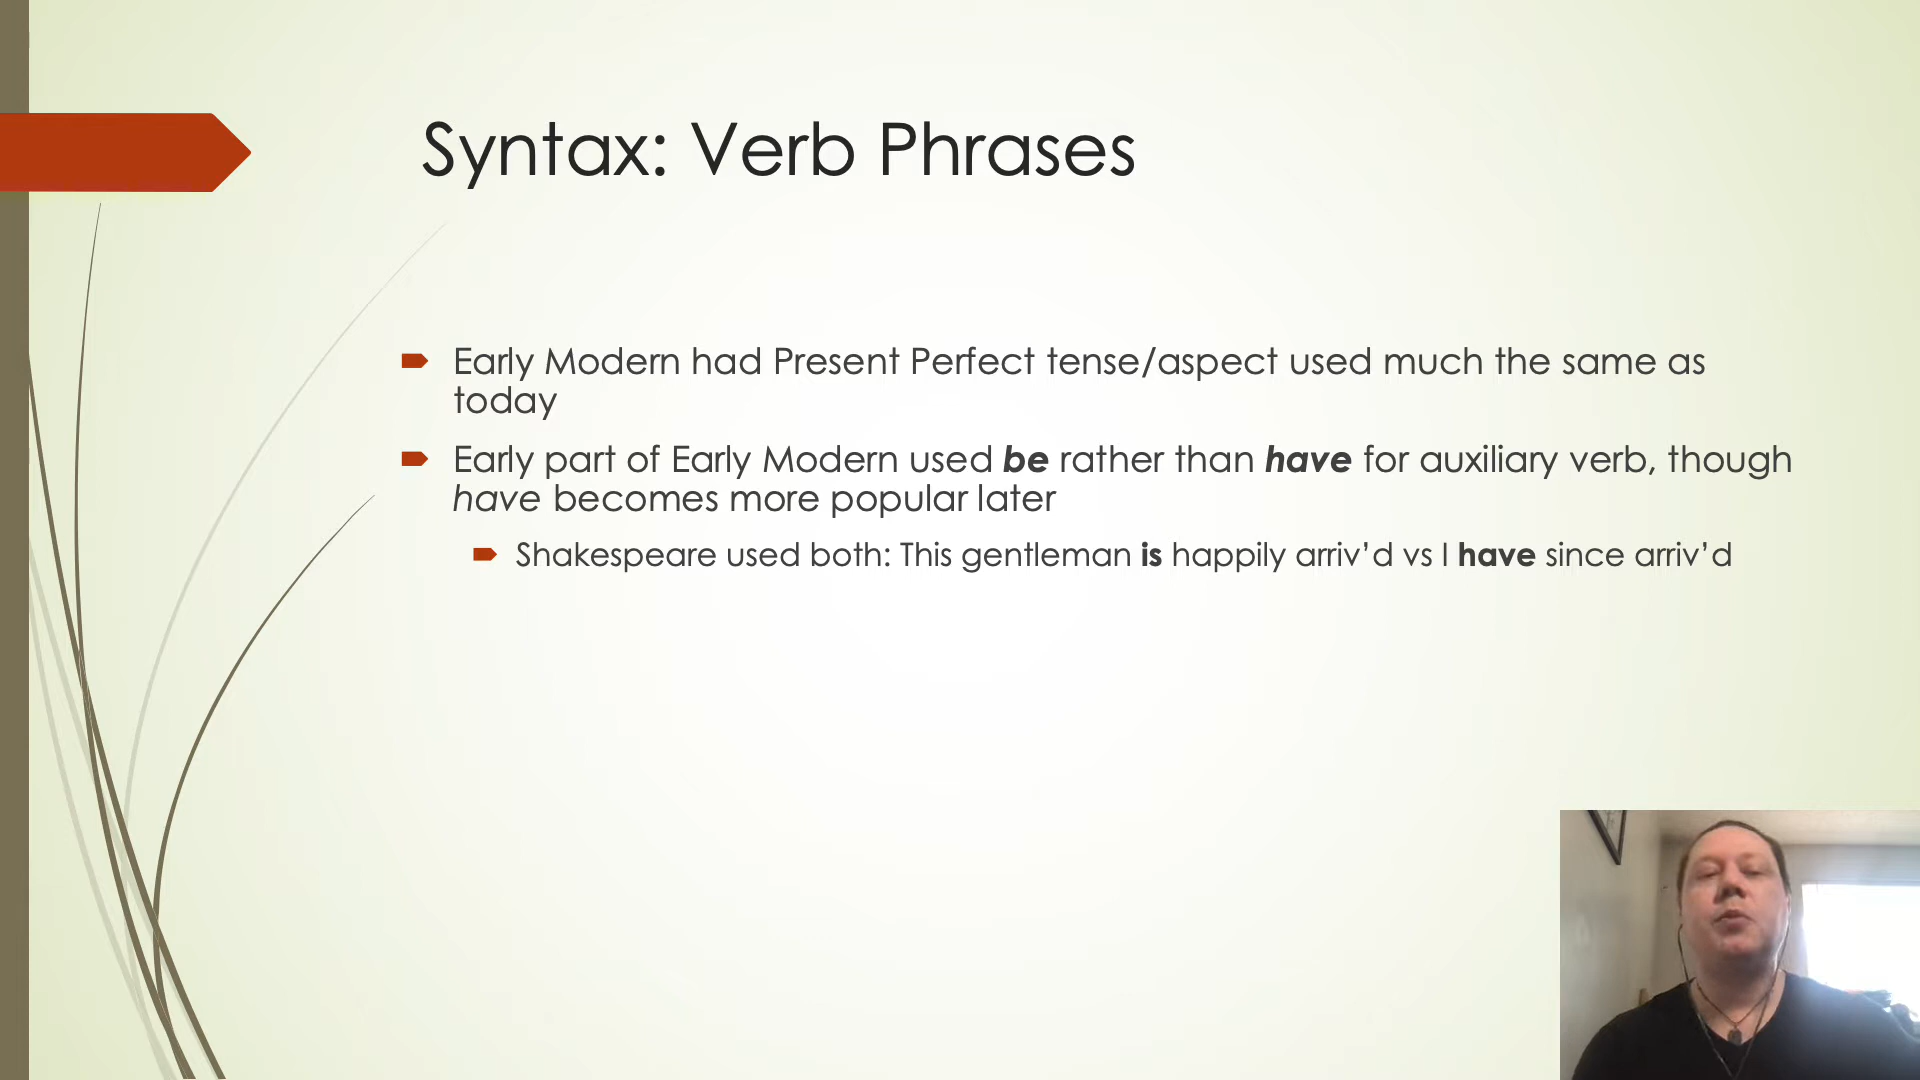 Syntax: Verb Phrases
Early Modern had Present Perfect tense/aspect used much the same as
today
Early part of Early Modern used be rather than have for auxiliary verb, though
have becomes more popular later
Shakespeare used both: This gentleman is happily arriv’d vs I have since arriv’d